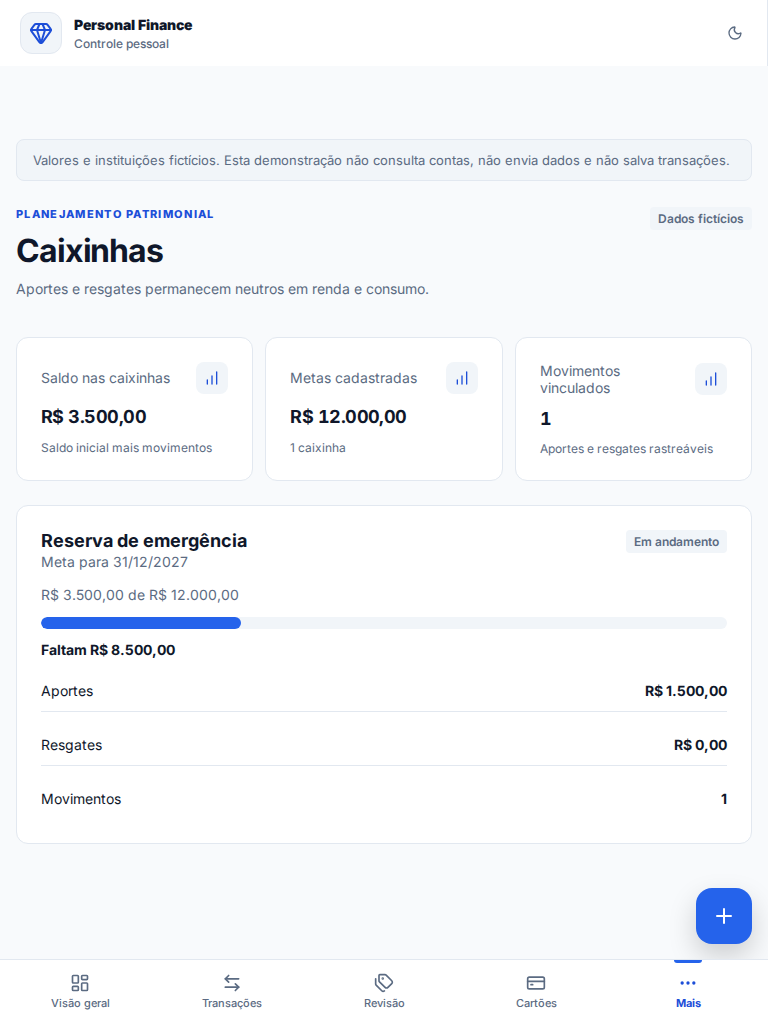 Personal Finance
Controle pessoal
Valores e instituições fictícios. Esta demonstração não consulta contas, não envia dados e não salva transações.
PLANEJAMENTO PATRIMONIAL
Dados fictícios
Caixinhas
Aportes e resgates permanecem neutros em renda e consumo.
Saldo nas caixinhas
R$ 3.500,00
Saldo inicial mais movimentos
Metas cadastradas
R$ 12.000,00
1 caixinha
Movimentos
vinculados
1
Aportes e resgates rastreáveis
Reserva de emergência
Em andamento
Meta para 31/12/2027
R$ 3.500,00 de R$ 12.000,00
Faltam R$ 8.500,00
Aportes R$ 1.500,00
Resgates R$ 0,00
Movimentos 1
Visão geral
Transações
Revisão
Cartões
Mais